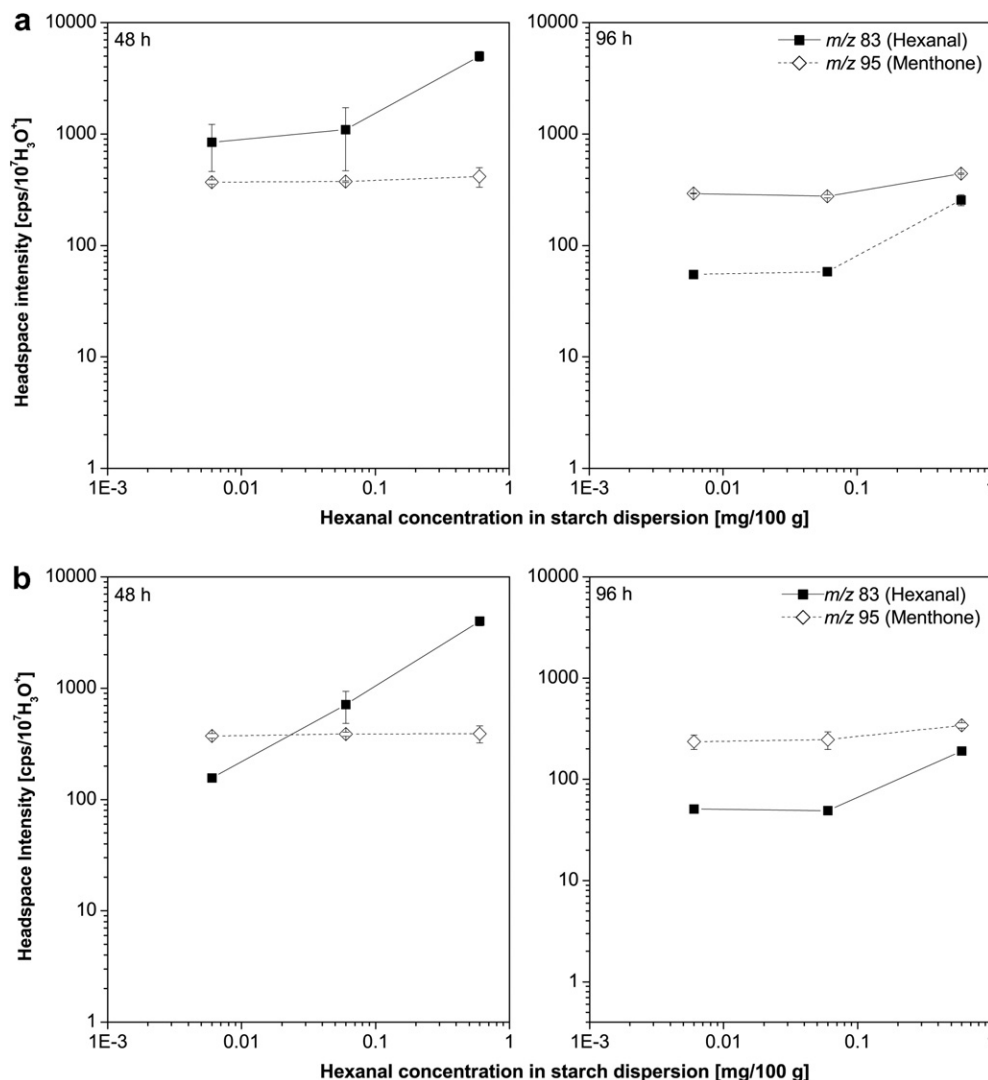 a
48 h
96 h
m/z 83 (Hexanal)
m/z 95 (Menthone)
10000
1000
100
10
1
10000
1000
100
10
1
1E-3
0.01
0.1
1
1E-3
0.01
0.1
1
Headspace intensity [cps/10⁷H₃O⁺]
Hexanal concentration in starch dispersion [mg/100 g]
b
48 h
96 h
m/z 83 (Hexanal)
m/z 95 (Menthone)
10000
1000
100
10
1
10000
1000
100
10
1
1E-3
0.01
0.1
1
1E-3
0.01
0.1
1
Headspace Intensity [cps/10⁷H₃O⁺]
Hexanal concentration in starch dispersion [mg/100 g]